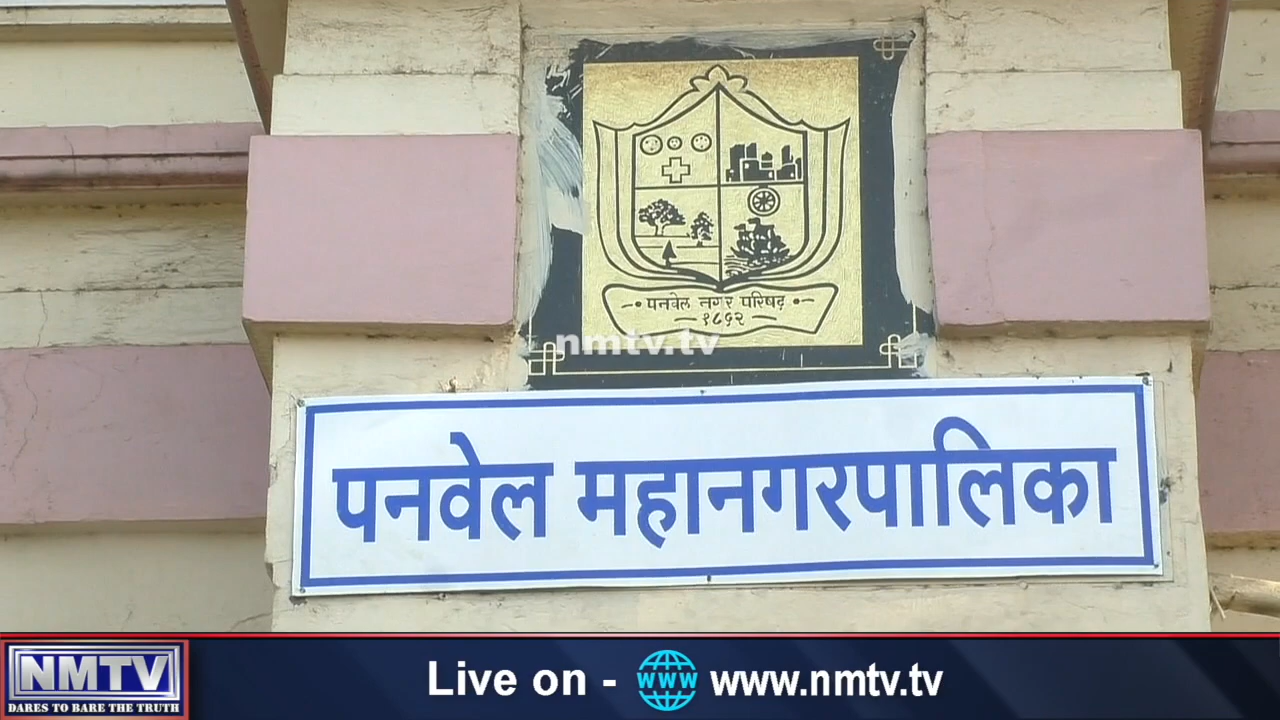 पनवेल नगर परिषद
१८५२
nmtv.tv
पनवेल महानगरपालिका
NMTV
DARES TO BARE THE TRUTH
Live on - www www.nmtv.tv